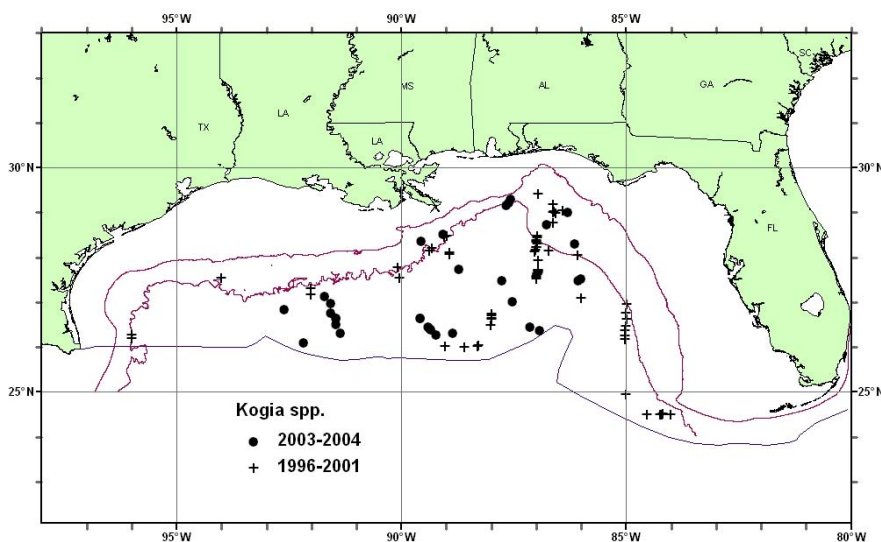 95°W 90°W 85°W
SC
MS AL GA
LA
TX
LA
30°N 30°N
FL
25°N 25°N
Kogia spp.
2003-2004
1996-2001
95°W 90°W 85°W 80°W